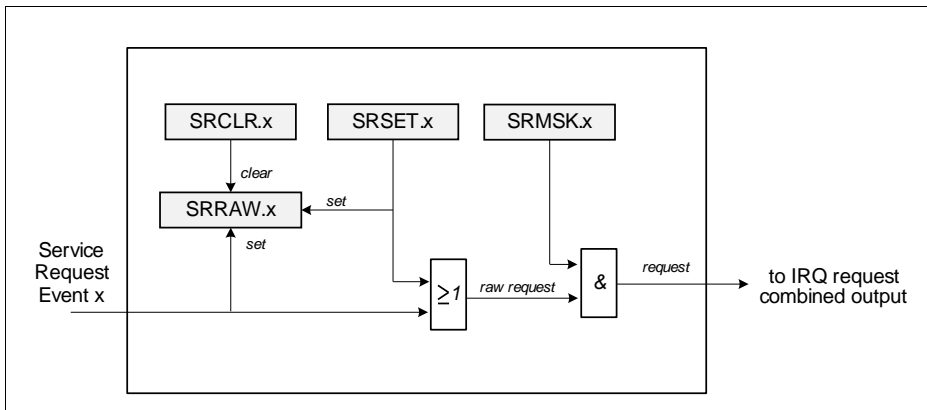 SRCLR.x
SRSET.x
SRMSK.x
clear
SRRAW.x
set
set
Service
Request
Event x
≥1
raw request
&
request
to IRQ request
combined output